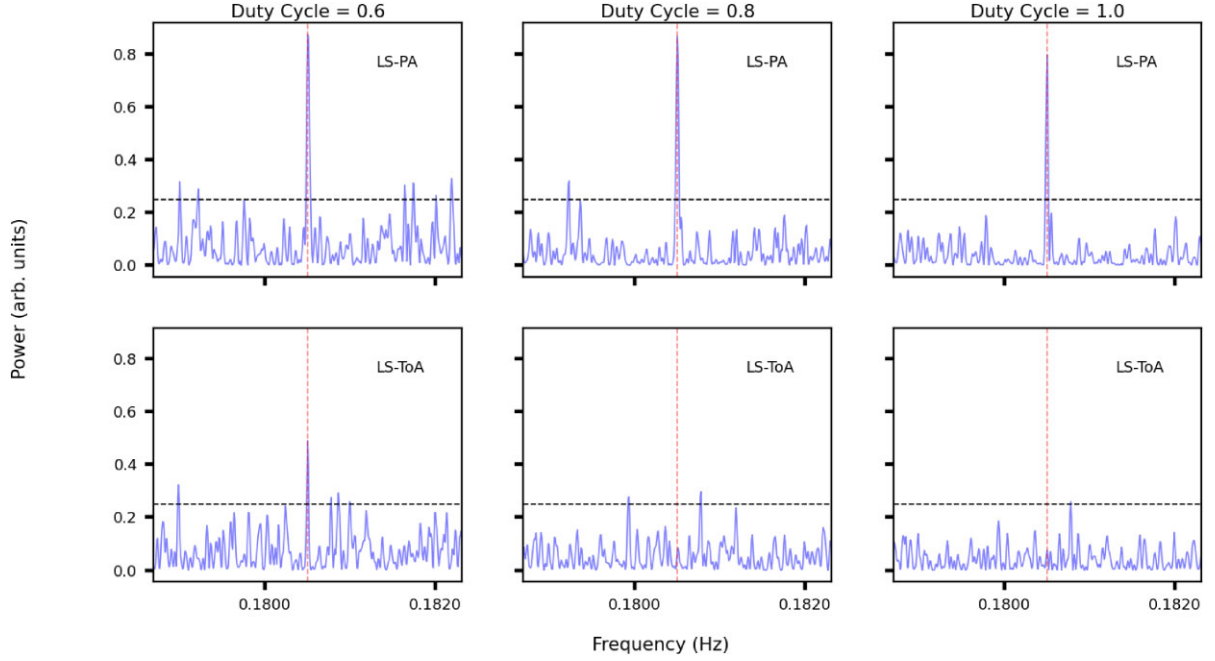 Duty Cycle = 0.6
Duty Cycle = 0.8
Duty Cycle = 1.0
LS-PA
LS-PA
LS-PA
0.8
0.6
0.4
0.2
0.0
Power (arb. units)
LS-ToA
LS-ToA
LS-ToA
0.8
0.6
0.4
0.2
0.0
0.1800 0.1820
0.1800 0.1820
0.1800 0.1820
Frequency (Hz)